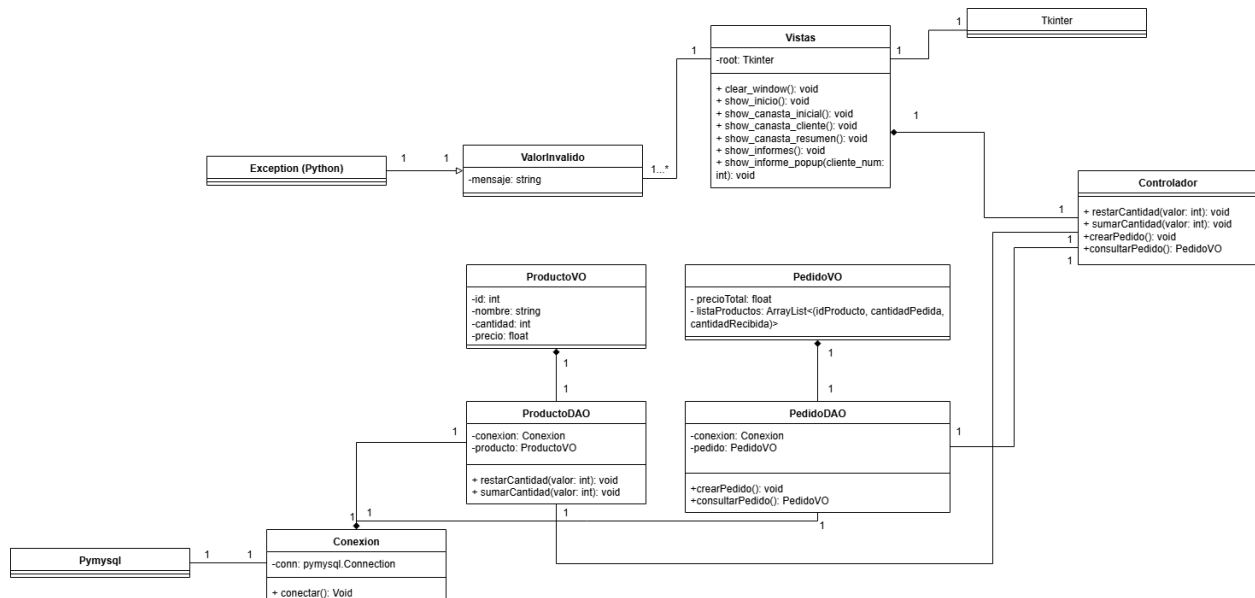 Tkinter
1
1
Vistas
-root: Tkinter
+ clear_window(): void
+ show_inicio(): void
+ show_canasta_inicial(): void
+ show_canasta_cliente(): void
+ show_canasta_resumen(): void
+ show_informes(): void
+ show_informe_popup(cliente_num:
int): void
1
1
1...*
Exception (Python)
1
1
ValorInvalido
-mensaje: string
Controlador
+ restarCantidad(valor: int): void
+ sumarCantidad(valor: int): void
+crearPedido(): void
+consultarPedido(): PedidoVO
1
1
1
ProductoVO
-id: int
-nombre: string
-cantidad: int
-precio: float
1
1
PedidoVO
- precioTotal: float
- listaProductos: ArrayList<(idProducto, cantidadPedida,
cantidadRecibida)>
1
1
ProductoDAO
-conexion: Conexion
-producto: ProductoVO
+ restarCantidad(valor: int): void
+ sumarCantidad(valor: int): void
1
1
PedidoDAO
-conexion: Conexion
-pedido: PedidoVO
+crearPedido(): void
+consultarPedido(): PedidoVO
1
1
1
1
Conexion
-conn: pymysql.Connection
+ conectar(): Void
Pymysql
1
1